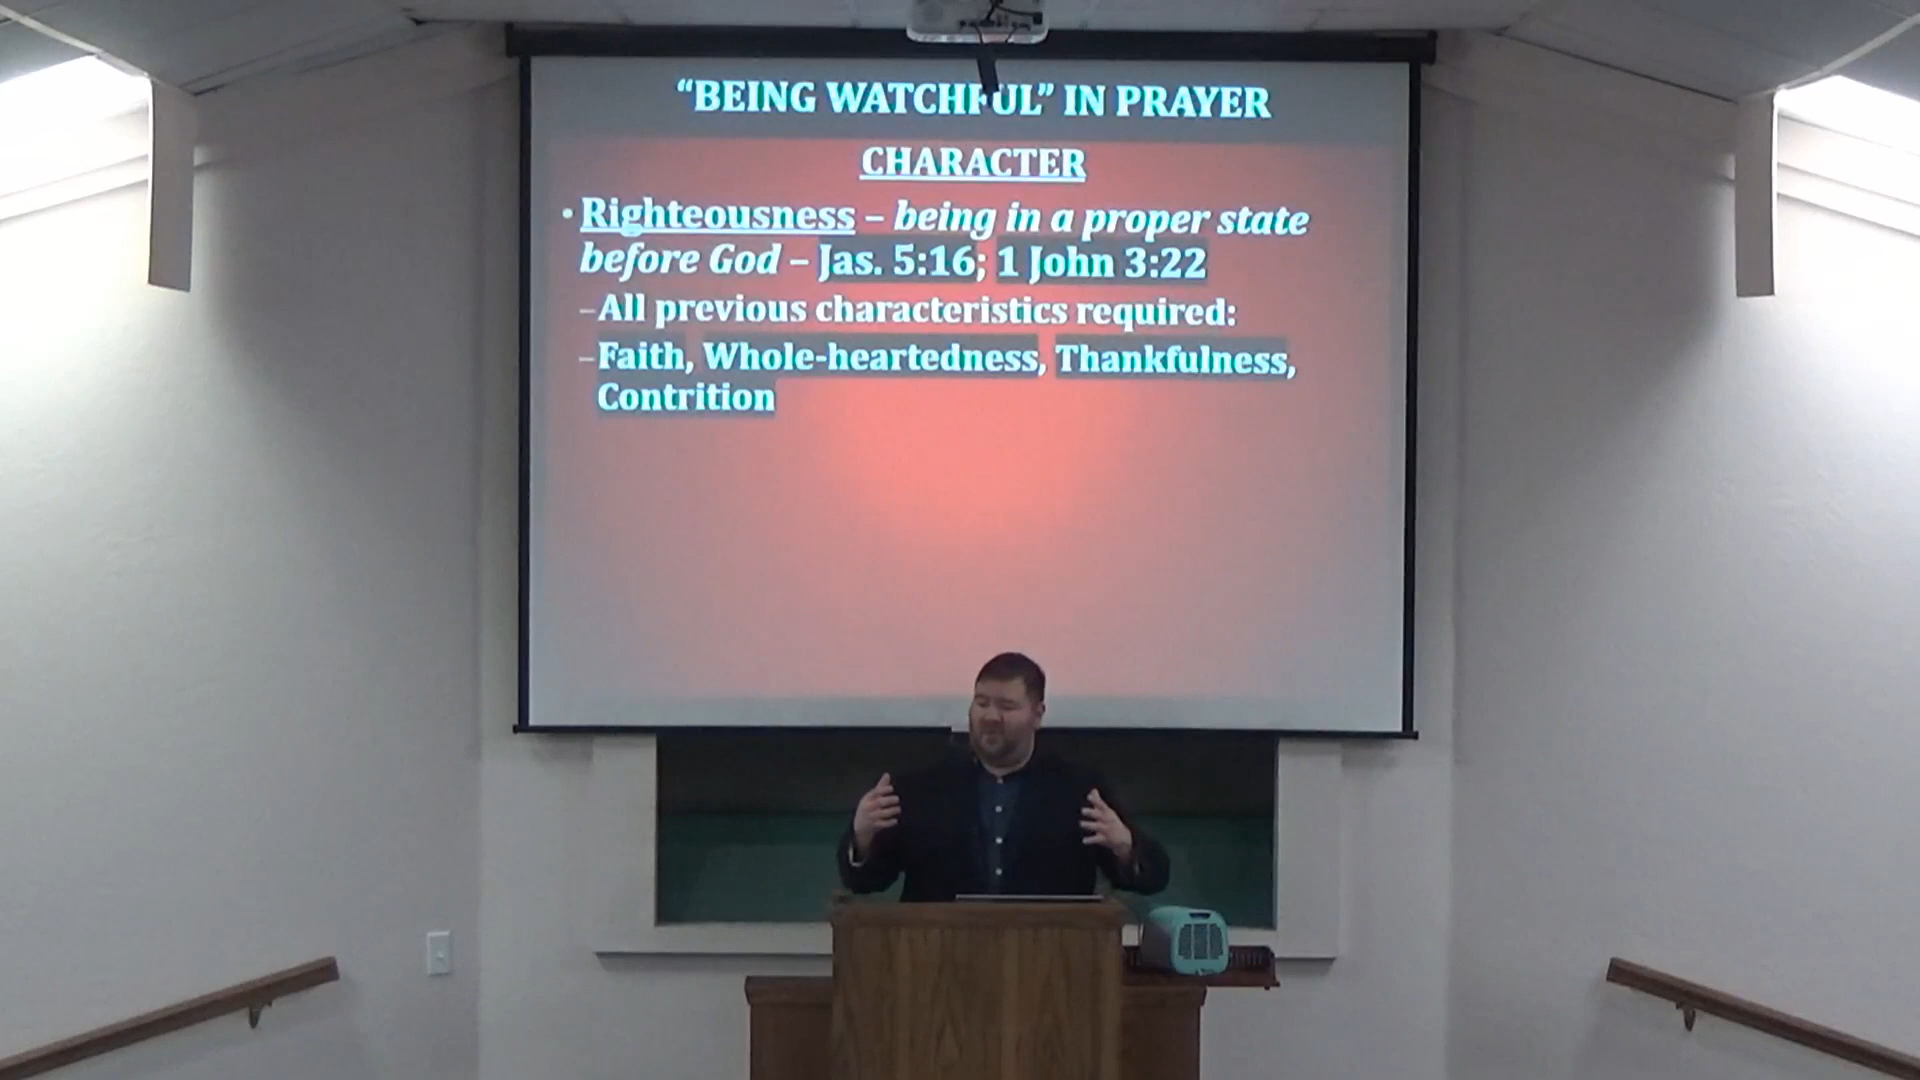 “BEING WATCHFUL” IN PRAYER
CHARACTER
• Righteousness – being in a proper state
before God – Jas. 5:16; 1 John 3:22
–All previous characteristics required:
–Faith, Whole-heartedness, Thankfulness,
Contrition